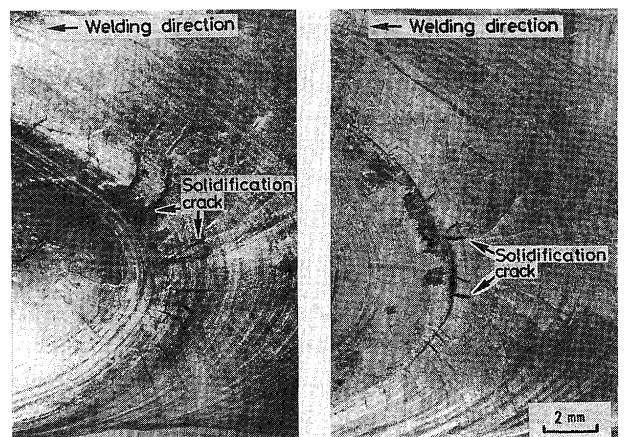 Welding direction
Solidification
crack
Welding direction
Solidification
crack
2 mm